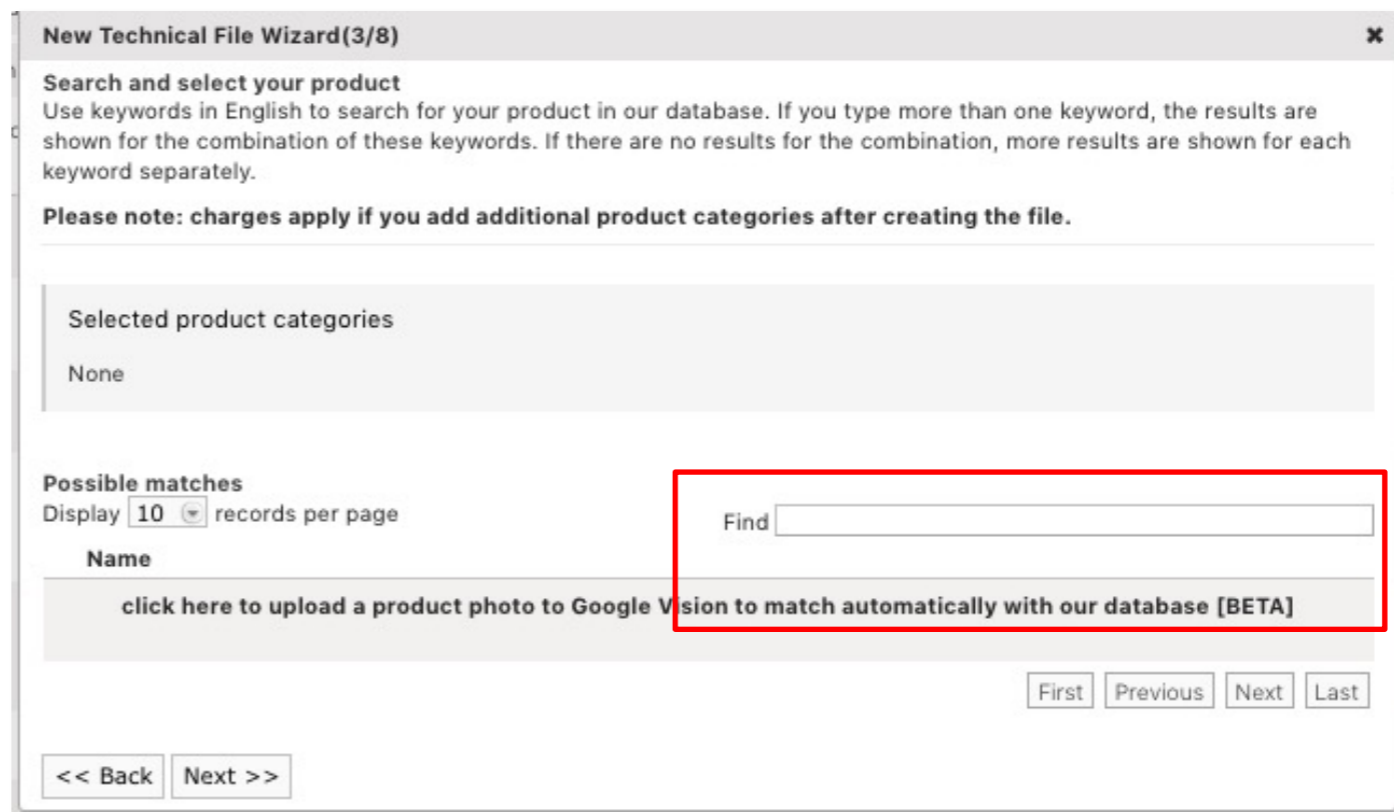 New Technical File Wizard(3/8)
Search and select your product
Use keywords in English to search for your product in our database. If you type more than one keyword, the results are
shown for the combination of these keywords. If there are no results for the combination, more results are shown for each
keyword separately.
Please note: charges apply if you add additional product categories after creating the file.
Selected product categories
None
Possible matches
Display 10 records per page
Find
Name
click here to upload a product photo to Google Vision to match automatically with our database [BETA]
First Previous Next Last
<< Back Next >>